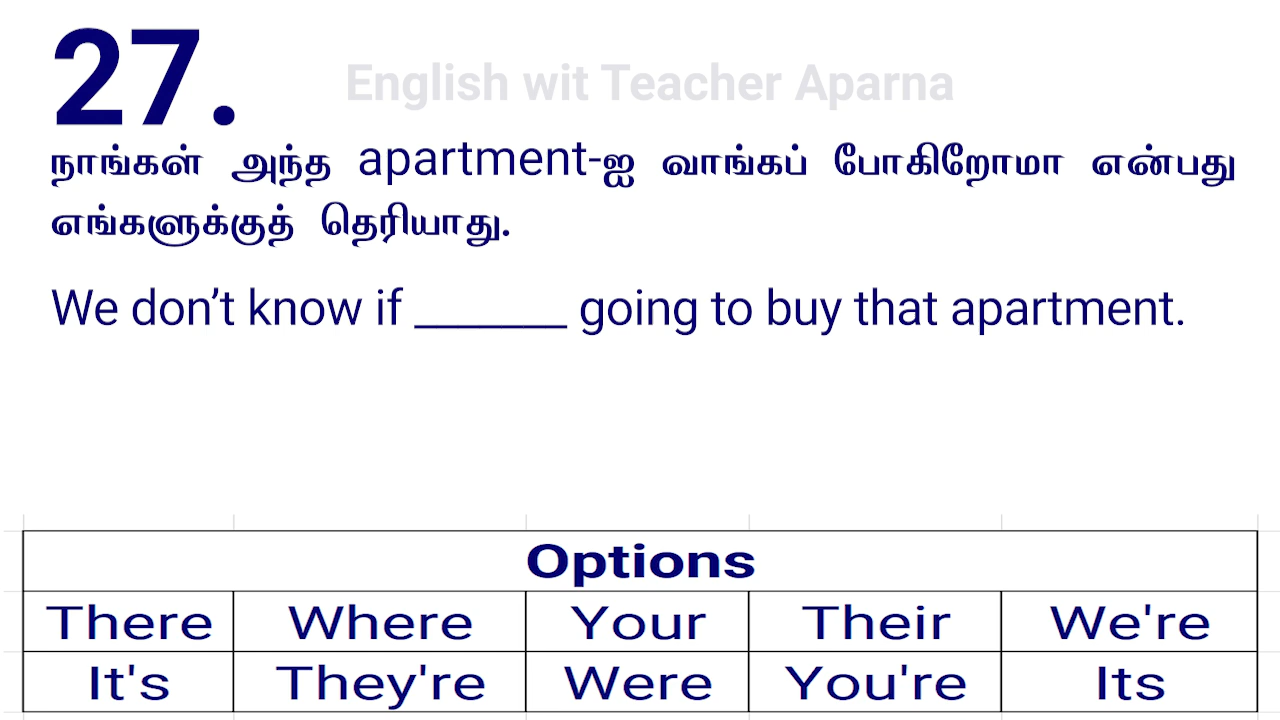 27.
English wit Teacher Aparna
நாங்கள் அந்த apartment-ஐ வாங்கப் போகிறோமா என்பது
எங்களுக்குத் தெரியாது.
We don’t know if _______ going to buy that apartment.
Options
There Where Your Their We're
It's They're Were You're Its